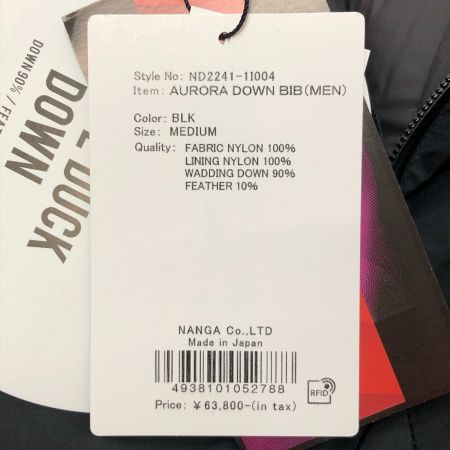 Style No: ND2241-1I004
Item: AURORA DOWN BIB(MEN)
Color: BLK
Size: MEDIUM
Quality: FABRIC NYLON 100%
LINING NYLON 100%
WADDING DOWN 90%
FEATHER 10%
NANGA Co.,LTD
Made in Japan
4938101052788
Price: ¥63,800-(in tax)
RFID
DUCK
DOWN
DOWN 90% /